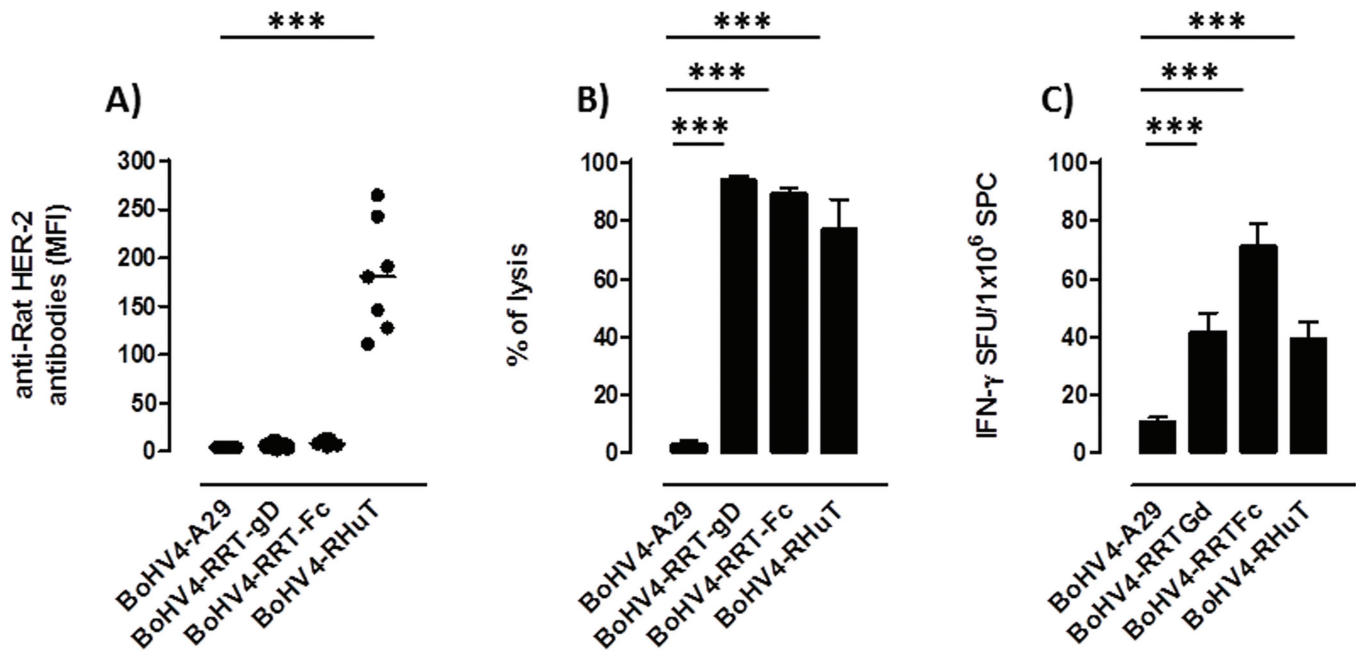 ***
A)
anti-Rat HER-2
antibodies (MFI)
300
250
200
150
100
50
0
BoHV4-A29
BoHV4-RRT-gD
BoHV4-RRT-Fc
BoHV4-RHuT
***
***
***
B)
% of lysis
100
80
60
40
20
0
BoHV4-A29
BoHV4-RRT-gD
BoHV4-RRT-Fc
BoHV4-RHuT
***
***
***
C)
IFN-γ SFU/1x10⁶ SPC
100
80
60
40
20
0
BoHV4-A29
BoHV4-RRTGd
BoHV4-RRTFc
BoHV4-RHuT